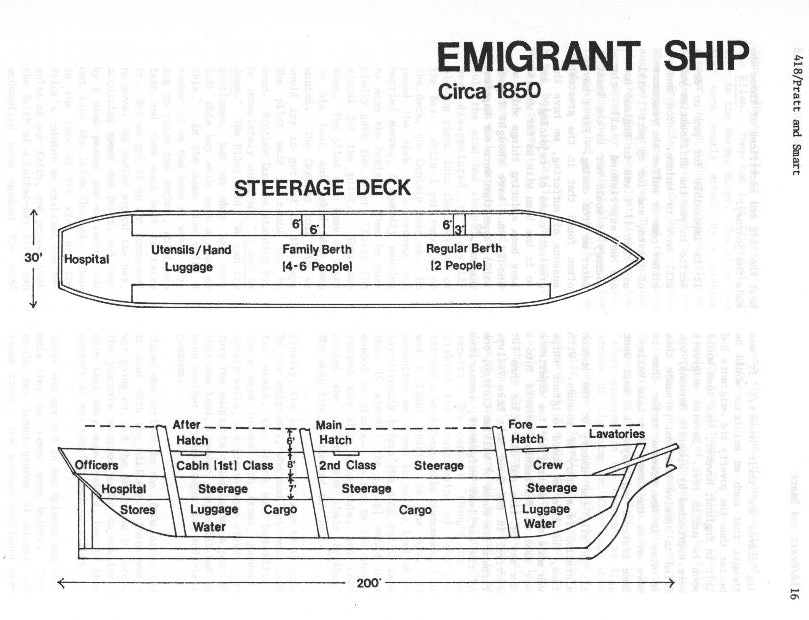 EMIGRANT SHIP
Circa 1850
418/Pratt and Smart
STEERAGE DECK
30'
6' 6' 6' 3'
Hospital
Utensils/Hand Luggage
Family Berth
(4-6 People)
Regular Berth
(2 People)
After Hatch
6'
Main Hatch
Fore Hatch
Lavatories
Officers
Cabin (1st) Class
8'
2nd Class
Steerage
Crew
Hospital
Steerage
7'
Steerage
Steerage
Stores
Luggage
Water
Cargo
Cargo
Luggage
Water
200'
16